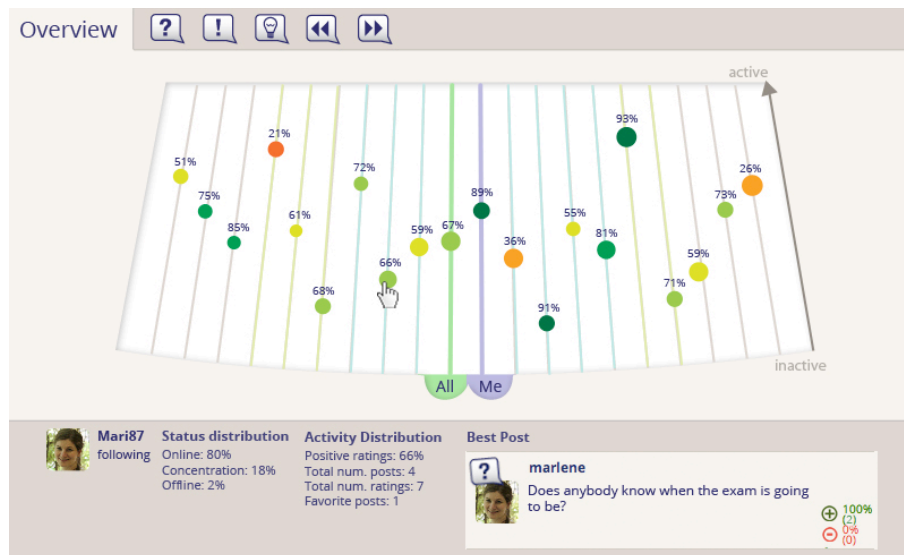 Overview
? !
active
93%
21%
51%
72%
26%
75%
89%
73%
85%
61%
59%
67%
55%
81%
36%
66%
59%
68%
71%
91%
inactive
All
Me
Mari87
following
Status distribution
Online: 80%
Concentration: 18%
Offline: 2%
Activity Distribution
Positive ratings: 66%
Total num. posts: 4
Total num. ratings: 7
Favorite posts: 1
Best Post
?
marlene
Does anybody know when the exam is going
to be?
100%
(2)
0%
(0)